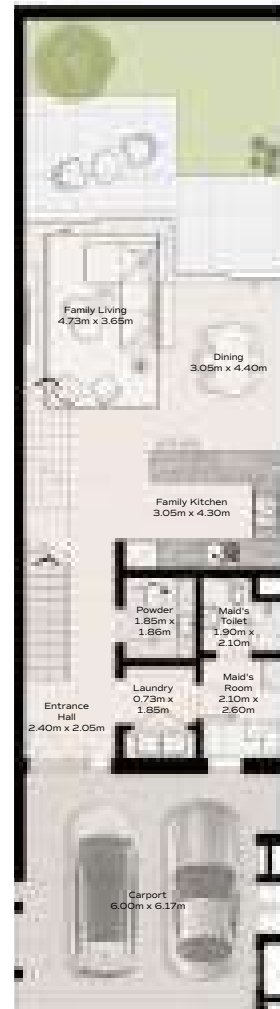 Family Living
4.73m x 3.65m
Dining
3.05m x 4.40m
Family Kitchen
3.05m x 4.30m
Powder
1.85m x
1.86m
Maid's
Toilet
1.90m x
2.10m
Laundry
0.73m x
1.85m
Maid's
Room
2.10m x
2.60m
Entrance
Hall
2.40m x 2.05m
Carport
6.00m x 6.17m